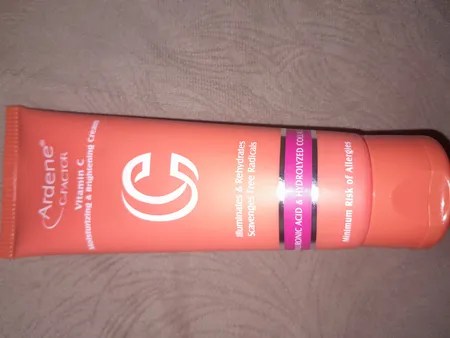 Ardene®
C-FACTOR
Vitamin C
Moisturizing & Brightening Cream
C
Illuminates & Rehydrates
Scavenges Free Radicals
ACID & HYDROLYZED
Minimum Risk of Allergies